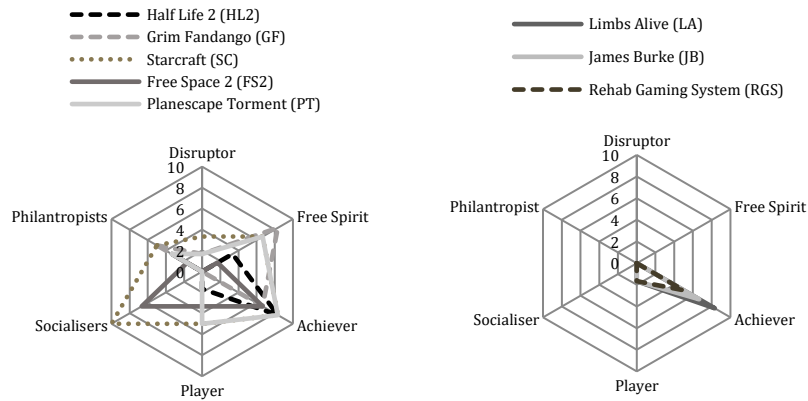 Half Life 2 (HL2)
Grim Fandango (GF)
Starcraft (SC)
Free Space 2 (FS2)
Planescape Torment (PT)
Disruptor
10
8
6
4
2
0
Free Spirit
Achiever
Player
Socialisers
Philantropists
Limbs Alive (LA)
James Burke (JB)
Rehab Gaming System (RGS)
Disruptor
10
8
6
4
2
0
Free Spirit
Achiever
Player
Socialiser
Philantropist